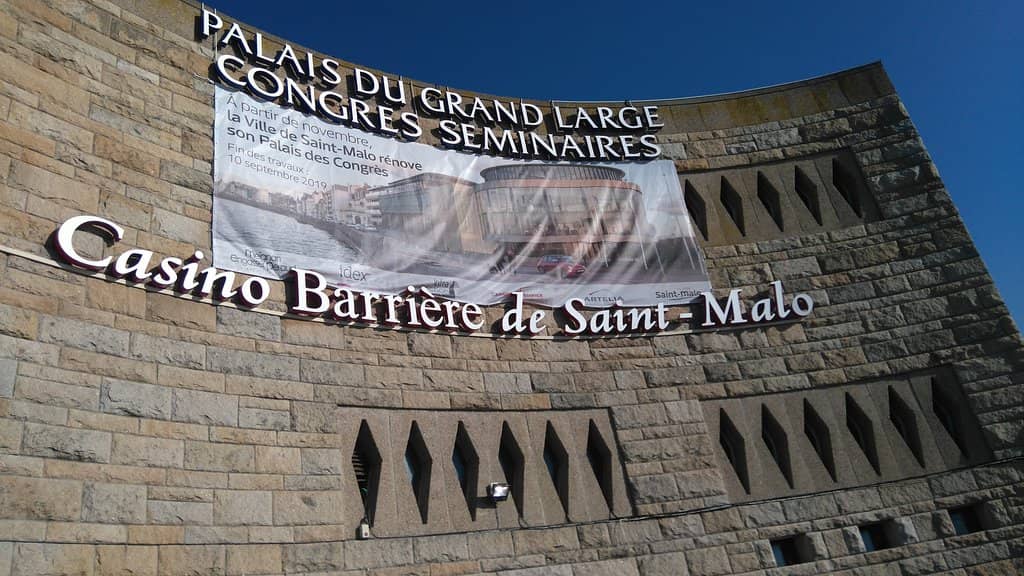 PALAIS DU GRAND LARGE
CONGRES SEMINAIRES
À partir de novembre,
la Ville de Saint-Malo rénove
son Palais des Congrès
Fin des travaux :
10 septembre 2019
idex
ARTELIA
Saint-malo
Casino Barrière de Saint-Malo